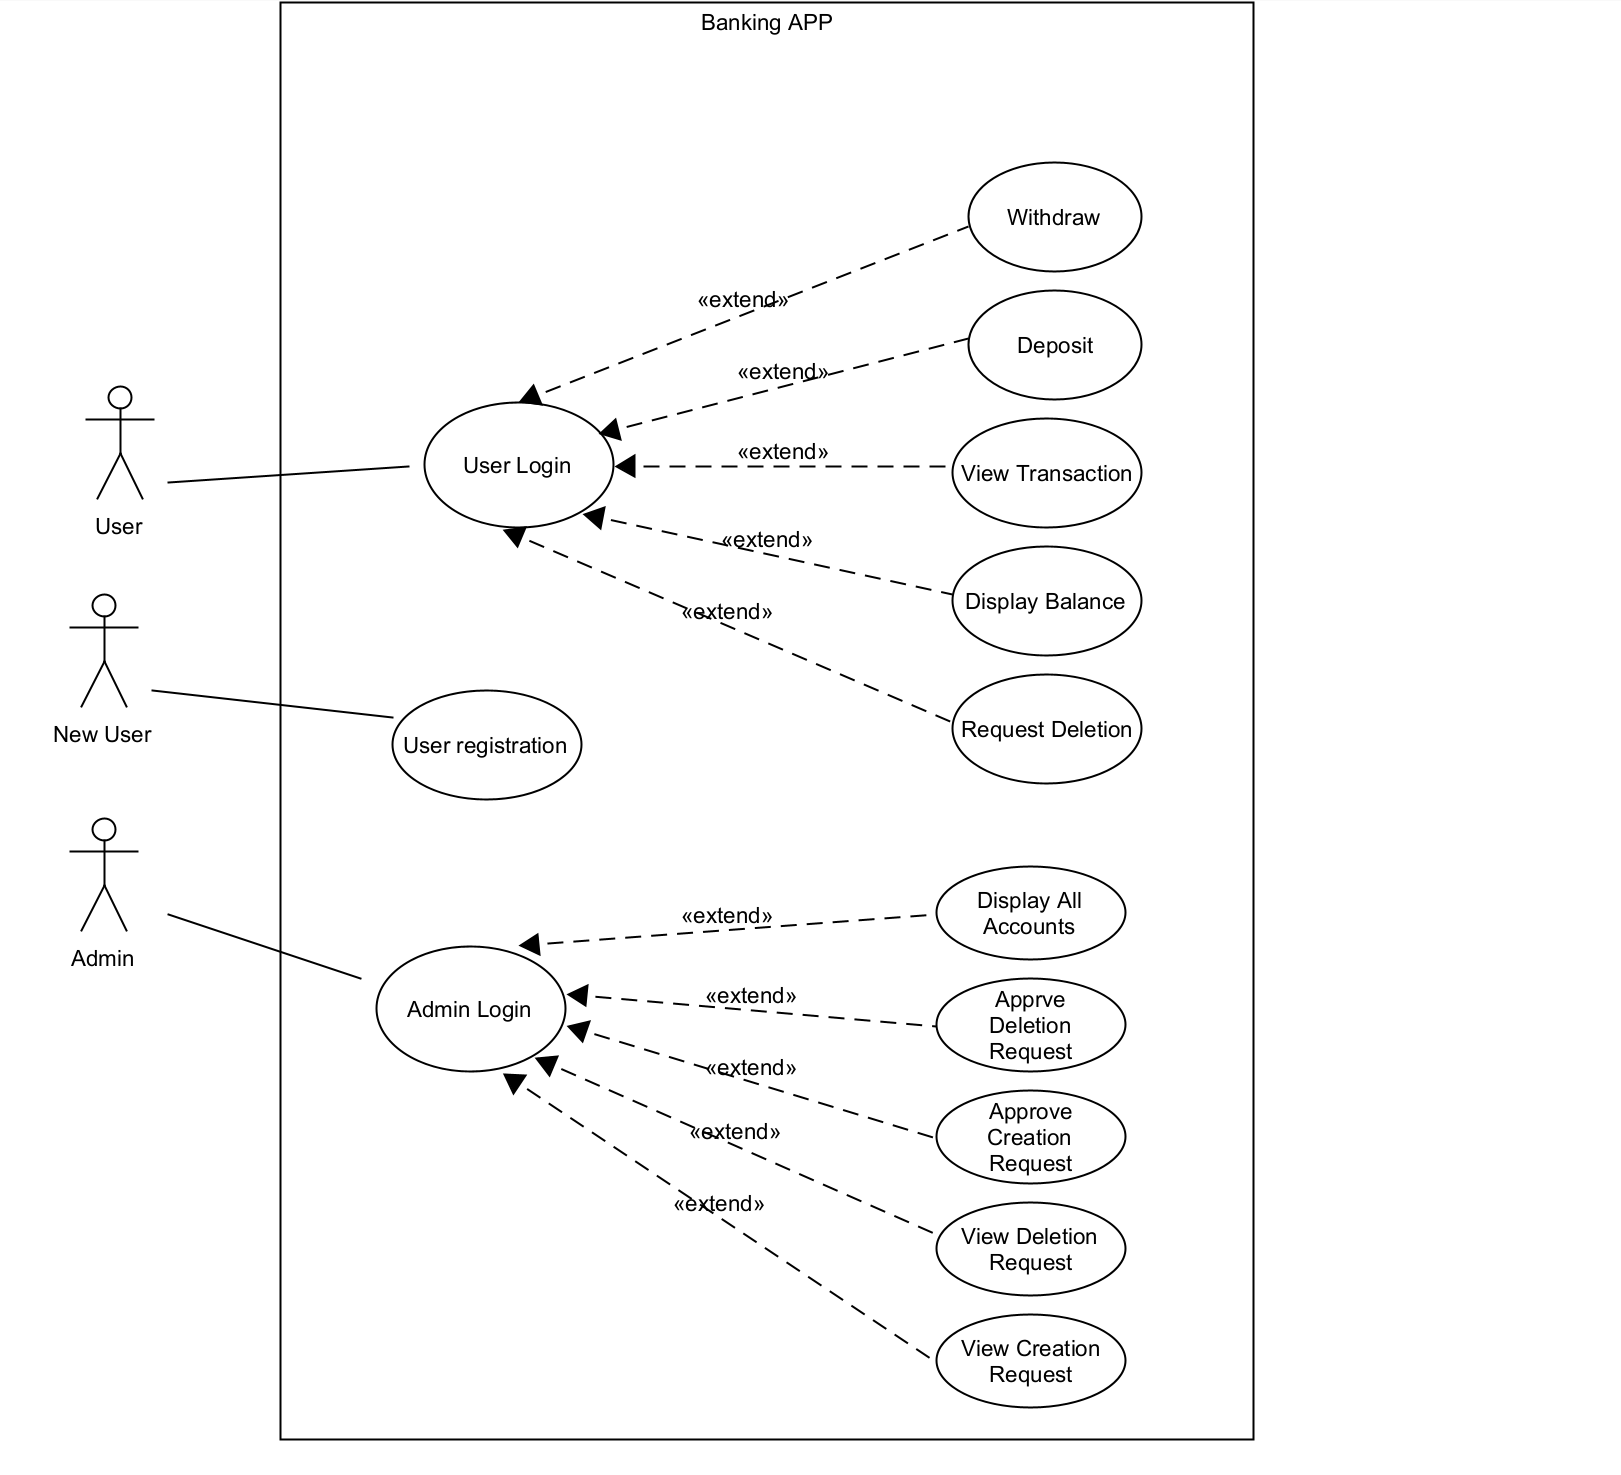 Banking APP
Withdraw
«extend»
Deposit
«extend»
User Login
«extend»
View Transaction
User
«extend»
Display Balance
«extend»
Request Deletion
New User
User registration
Display All
Accounts
«extend»
Admin
Admin Login
«extend»
Apprve
Deletion
Request
«extend»
Approve
Creation
Request
«extend»
View Deletion
Request
«extend»
View Creation
Request